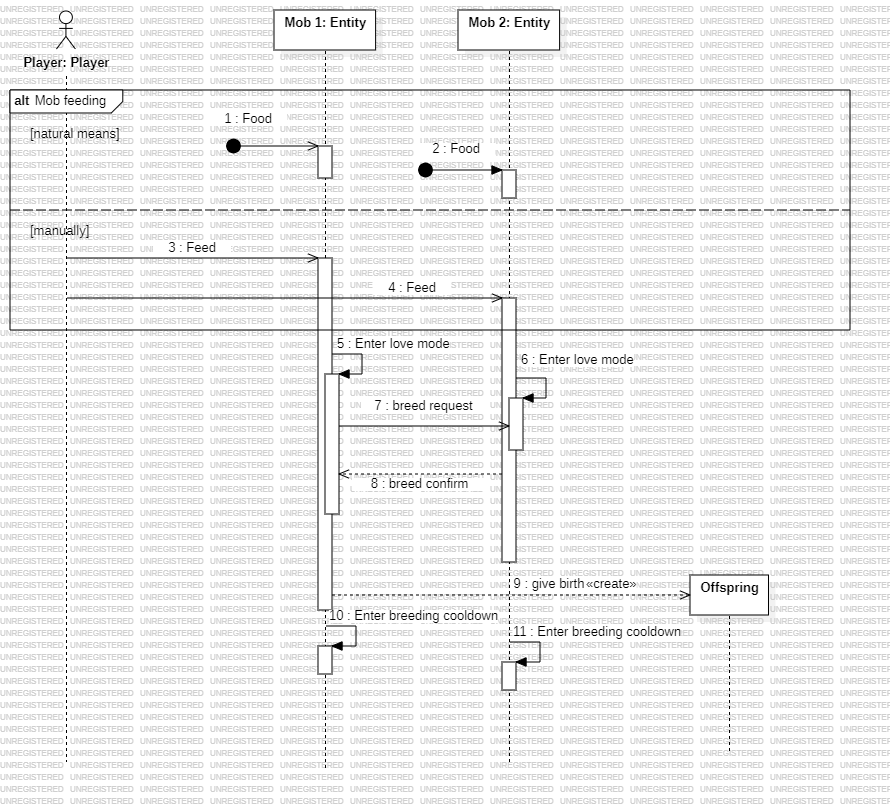 Mob 1: Entity
Mob 2: Entity
Player: Player
alt Mob feeding
[natural means]
1 : Food
2 : Food
[manually]
3 : Feed
4 : Feed
5 : Enter love mode
6 : Enter love mode
7 : breed request
8 : breed confirm
9 : give birth «create»
Offspring
10 : Enter breeding cooldown
11 : Enter breeding cooldown
UNREGISTERED